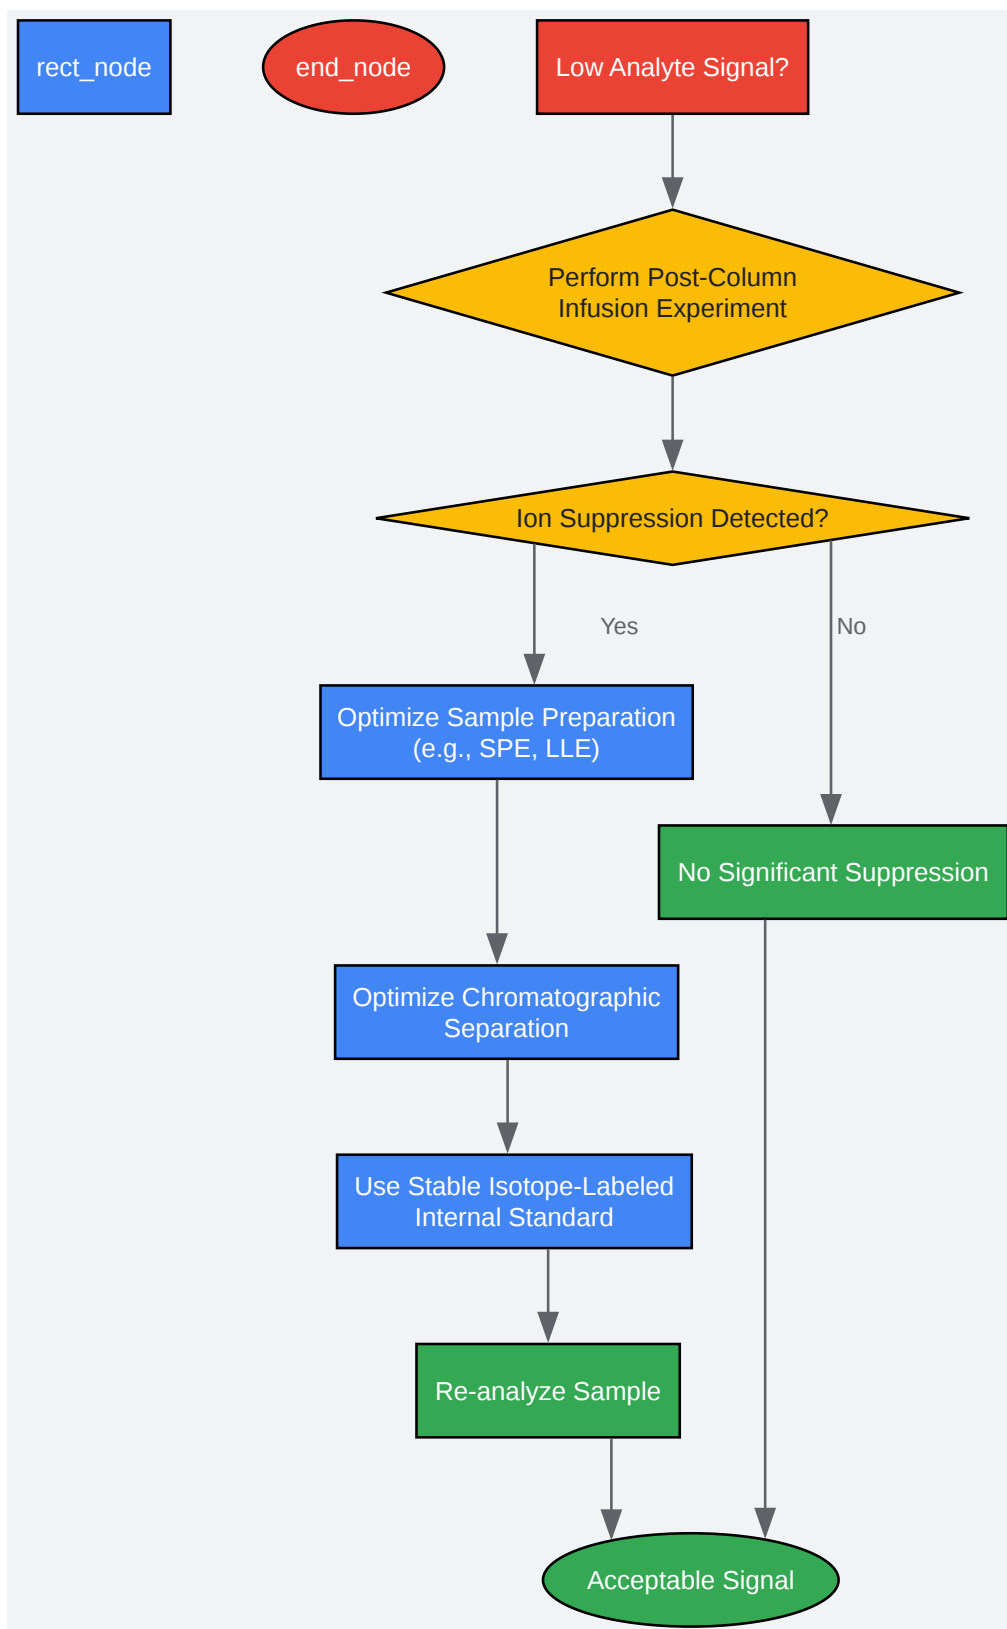 rect_node
end_node
Low Analyte Signal?
Perform Post-Column
Infusion Experiment
Ion Suppression Detected?
Yes
No
Optimize Sample Preparation
(e.g., SPE, LLE)
No Significant Suppression
Optimize Chromatographic
Separation
Use Stable Isotope-Labeled
Internal Standard
Re-analyze Sample
Acceptable Signal